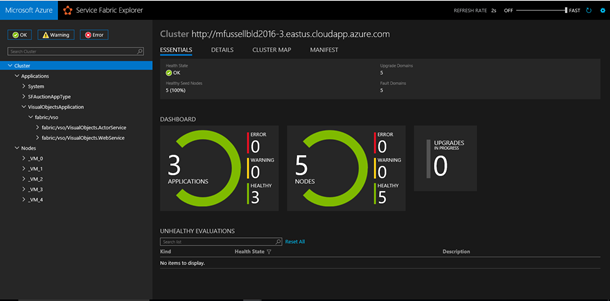 Microsoft Azure Service Fabric Explorer REFRESH RATE 2s OFF FAST
OK Warning Error
Search Cluster
Cluster
Applications
System
SFAuctionAppType
VisualObjectsApplication
fabric:/vso
fabric:/vso/VisualObjects.ActorService
fabric:/vso/VisualObjects.WebService
Nodes
_VM_0
_VM_1
_VM_2
_VM_3
_VM_4
Cluster http://mfussellbld2016-3.eastus.cloudapp.azure.com
ESSENTIALS DETAILS CLUSTER MAP MANIFEST
Health State Upgrade Domains
OK 5
Healthy Seed Nodes Fault Domains
5 (100%) 5
DASHBOARD
3
APPLICATIONS
ERROR
0
WARNING
0
HEALTHY
3
5
NODES
ERROR
0
WARNING
0
HEALTHY
5
UPGRADES
IN PROGRESS
0
UNHEALTHY EVALUATIONS
Search list Reset All
Kind Health State Description
No items to display.